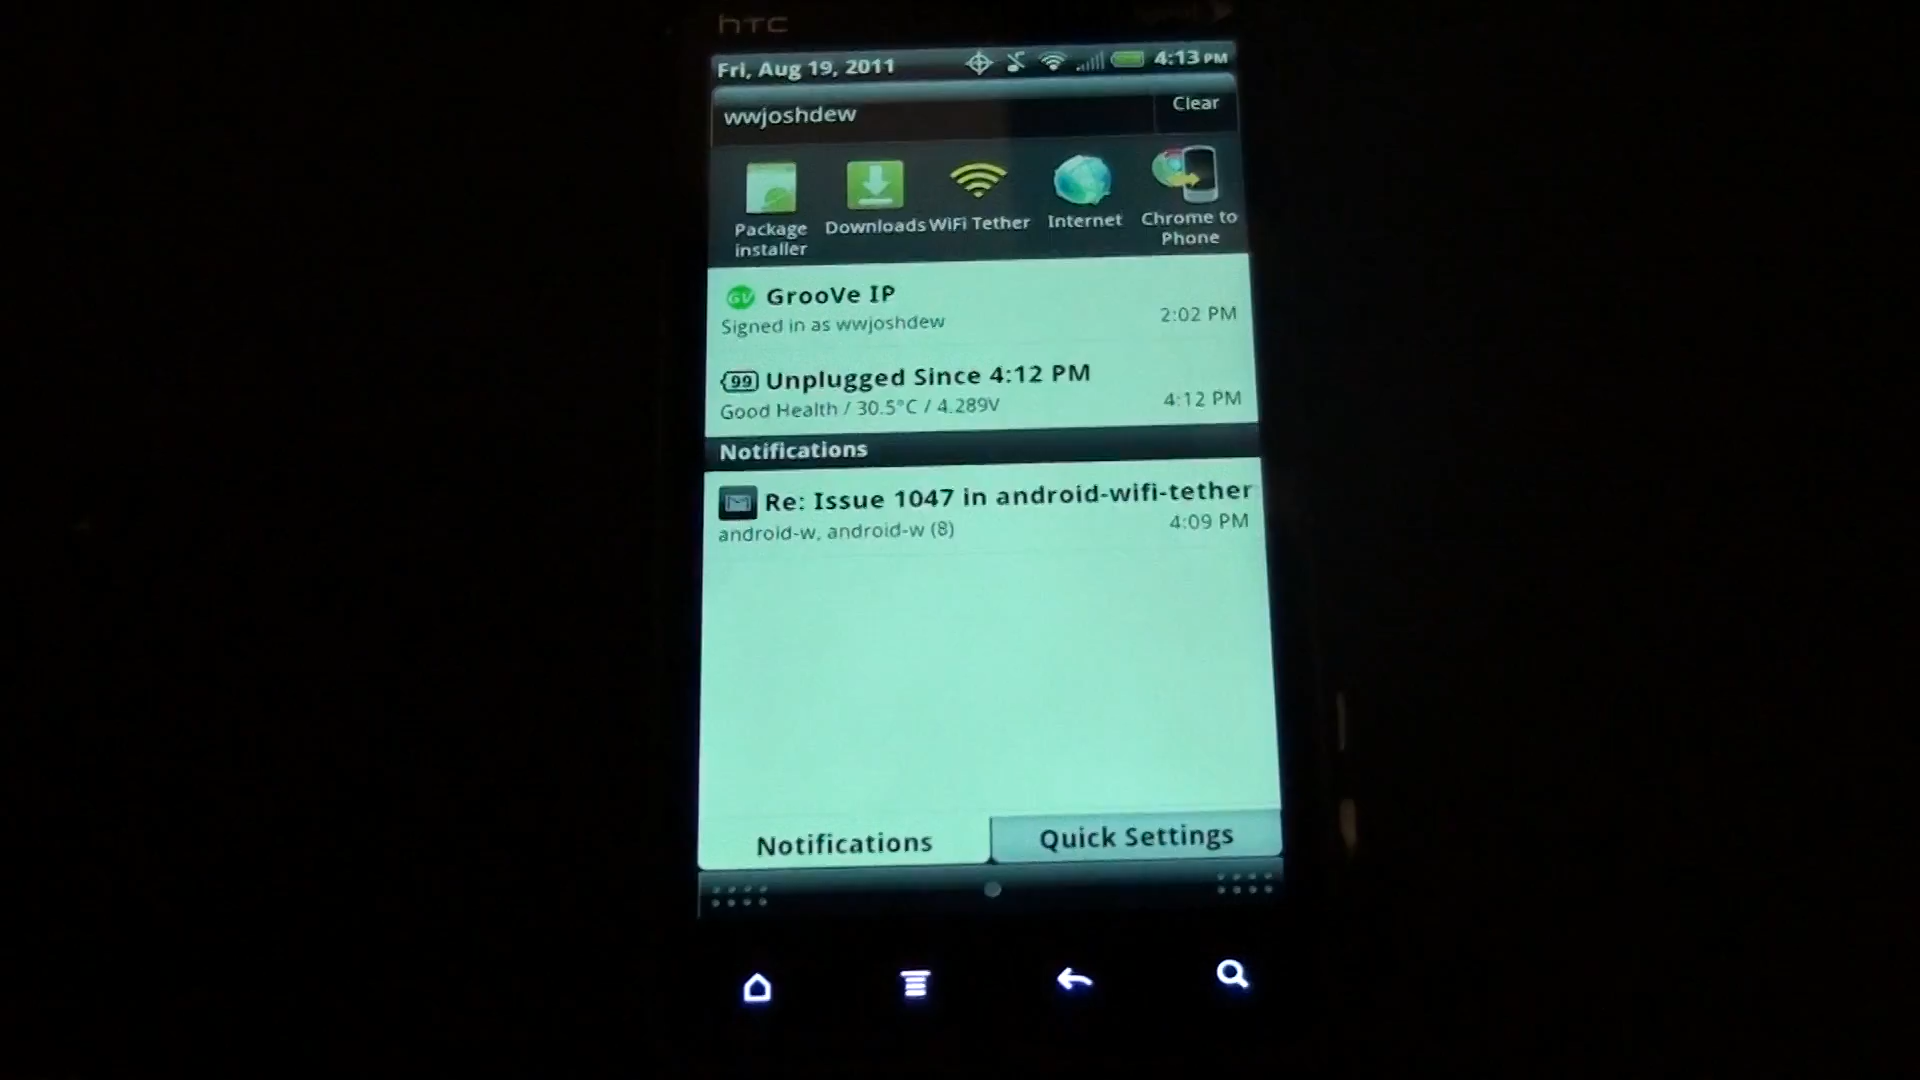 hTC
Fri, Aug 19, 2011 4:13 PM
wwjoshdew Clear
Package installer
Downloads
WiFi Tether
Internet
Chrome to Phone
GV GrooVe IP
Signed in as wwjoshdew 2:02 PM
99 Unplugged Since 4:12 PM
Good Health / 30.5°C / 4.289V 4:12 PM
Notifications
Re: Issue 1047 in android-wifi-tether
android-w, android-w (8) 4:09 PM
Notifications Quick Settings